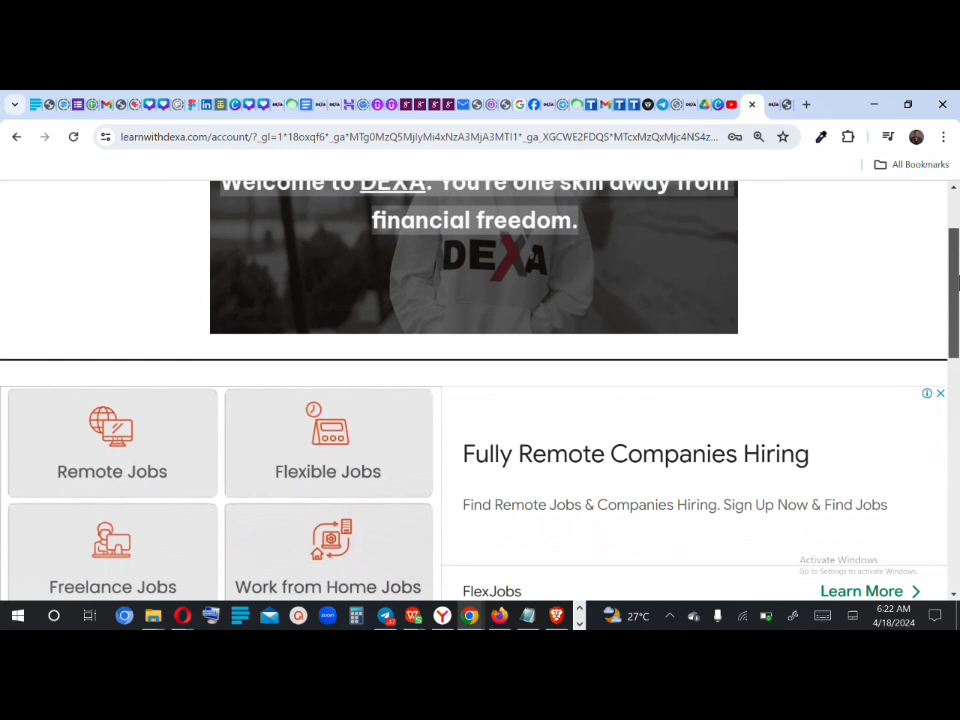 learnwithdexa.com/account/?_gl=1*18oxqf6*_ga*MTg0MzQ5MjIyMi4xNzA3MjA3MTI1*_ga_XGCWE2FDQS*MTcxMzQxMjc4NS4z...
All Bookmarks
Welcome to DEXA. You're one skill away from
financial freedom.
DEXA
Remote Jobs
Flexible Jobs
Fully Remote Companies Hiring
Find Remote Jobs & Companies Hiring. Sign Up Now & Find Jobs
Freelance Jobs
Work from Home Jobs
Activate Windows
Go to Settings to activate Windows.
FlexJobs
Learn More
27°C
6:22 AM
4/18/2024